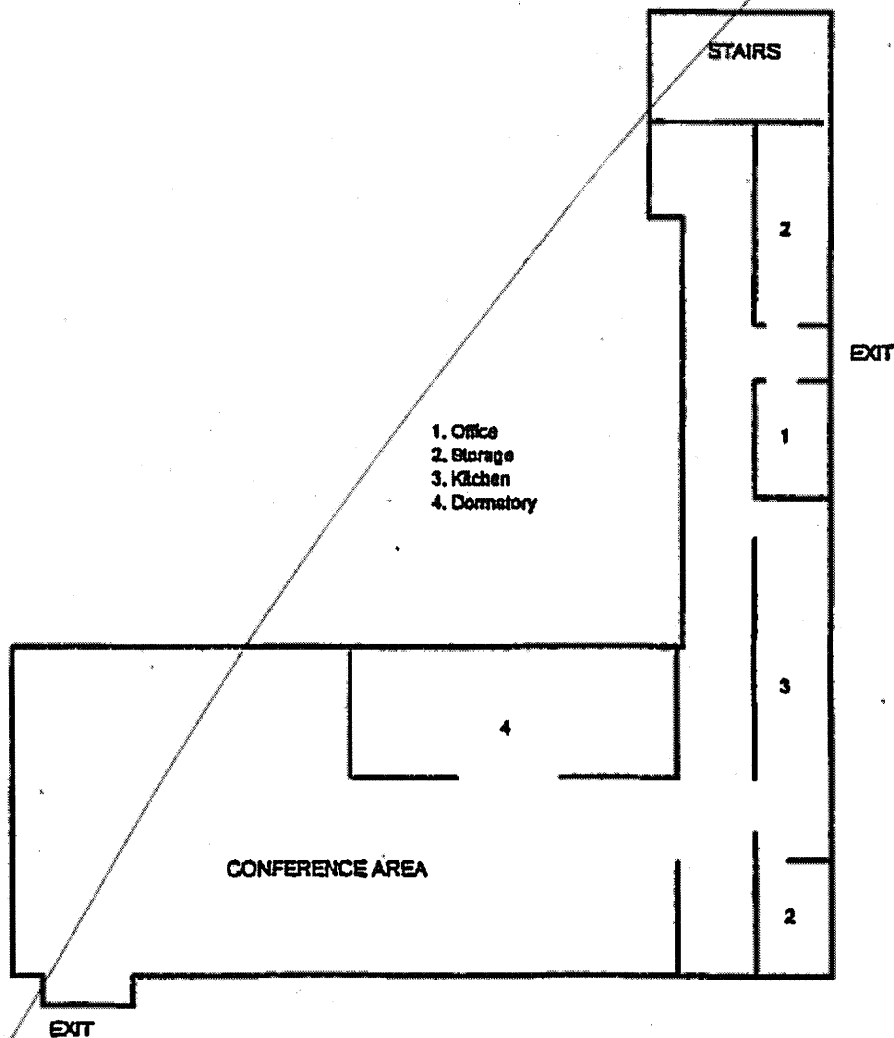 STAIRS
2
EXIT
1
1. Office
2. Storage
3. Kitchen
4. Dormatory
3
4
CONFERENCE AREA
2
EXIT